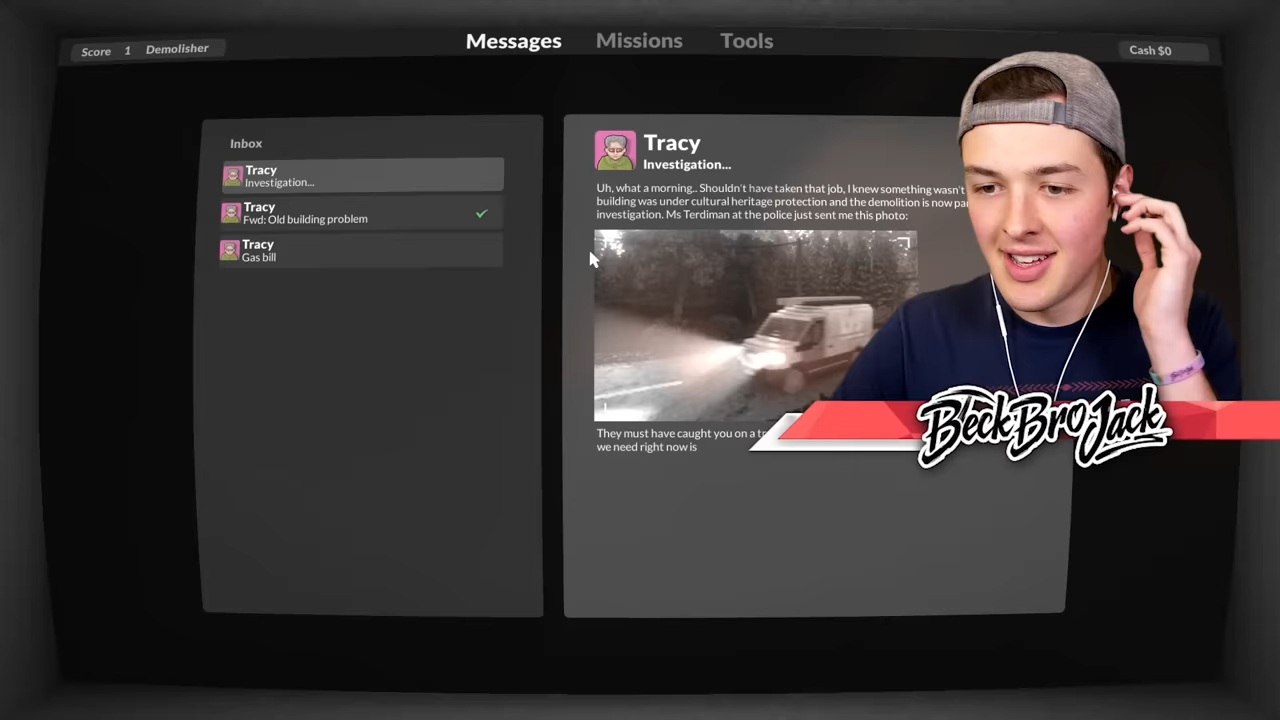 Score 1 Demolisher
Messages Missions Tools
Cash $0
Inbox
Tracy
Investigation...
Tracy
Fwd: Old building problem
Tracy
Gas bill
Tracy
Investigation...
Uh, what a morning.. Shouldn't have taken that job, I knew something wasn't
building was under cultural heritage protection and the demolition is now
investigation. Ms Terdiman at the police just sent me this photo:
They must have caught you on a
we need right now is
BeckBroJack